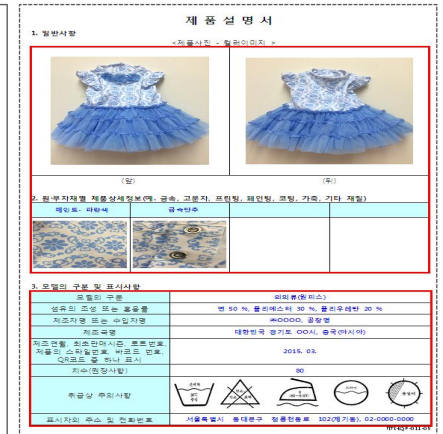 제 품 설 명 서
1. 일반사항
<제품사진 - 컬러이미지 >
(앞)
(뒤)
2. 원·부자재별 제품상세정보(예. 금속, 고분자, 프린팅, 페인팅, 코팅, 가죽, 기타 재질)
페인트- 파랑색
금속단추
3. 모델의 구분 및 표시사항
모델의 구분
외의류(원피스)
섬유의 조성 또는 혼용률
면 50 %, 폴리에스터 30 %, 폴리우레탄 20 %
제조자명 또는 수입자명
㈜OOOO, 공장명
제조국명
대한민국 경기도 OO시, 중국(아시아)
제조연월, 최초판매시즌, 로트번호,
제품의 스타일번호, 바코드 번호,
QR코드 중 하나 표시
2015. 03.
치수(권장사항)
80
취급상 주의사항
표시자의 주소 및 전화번호
서울특별시 동대문구 정릉천동로 102(제기동), 02-0000-0000